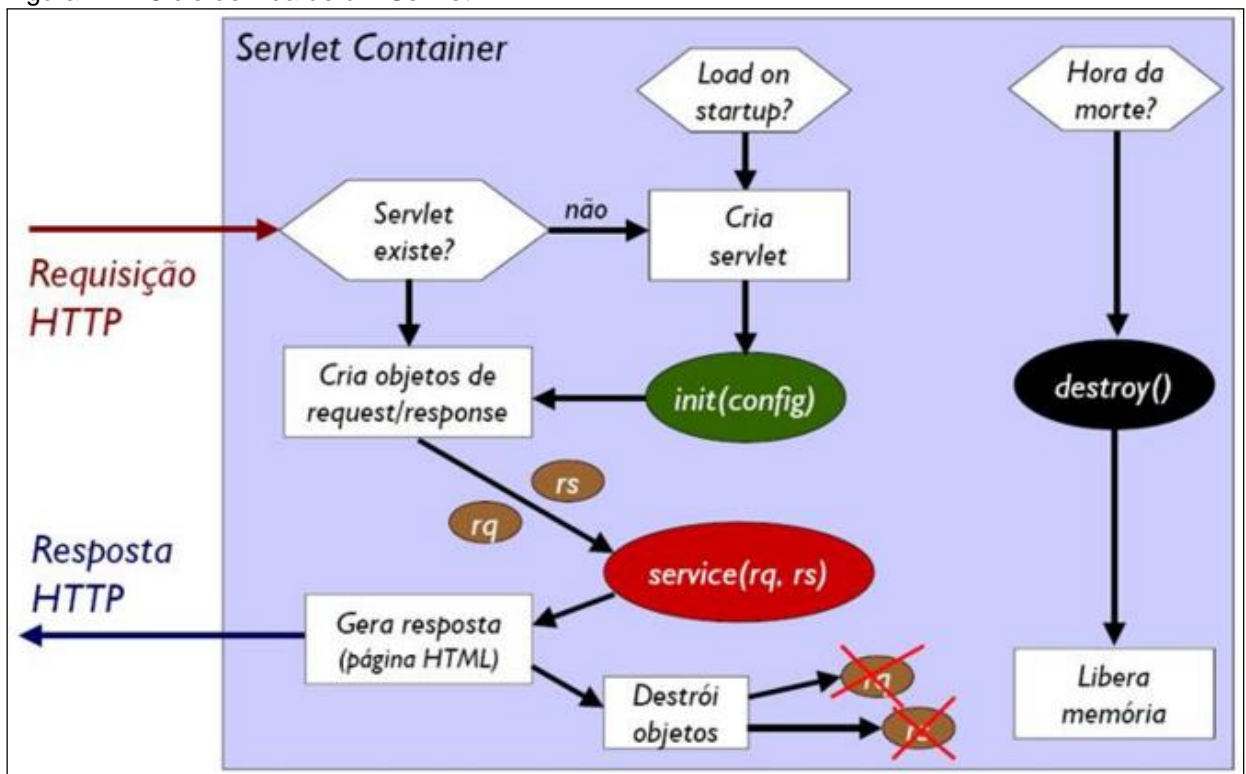 Servlet Container
Load on
startup?
Hora da
morte?
Servlet
existe?
não
Cria
servlet
Requisição
HTTP
Cria objetos de
request/response
init(config)
destroy()
rs
rq
Resposta
HTTP
service(rq, rs)
Gera resposta
(página HTML)
Destrói
objetos
rq
rs
Libera
memória